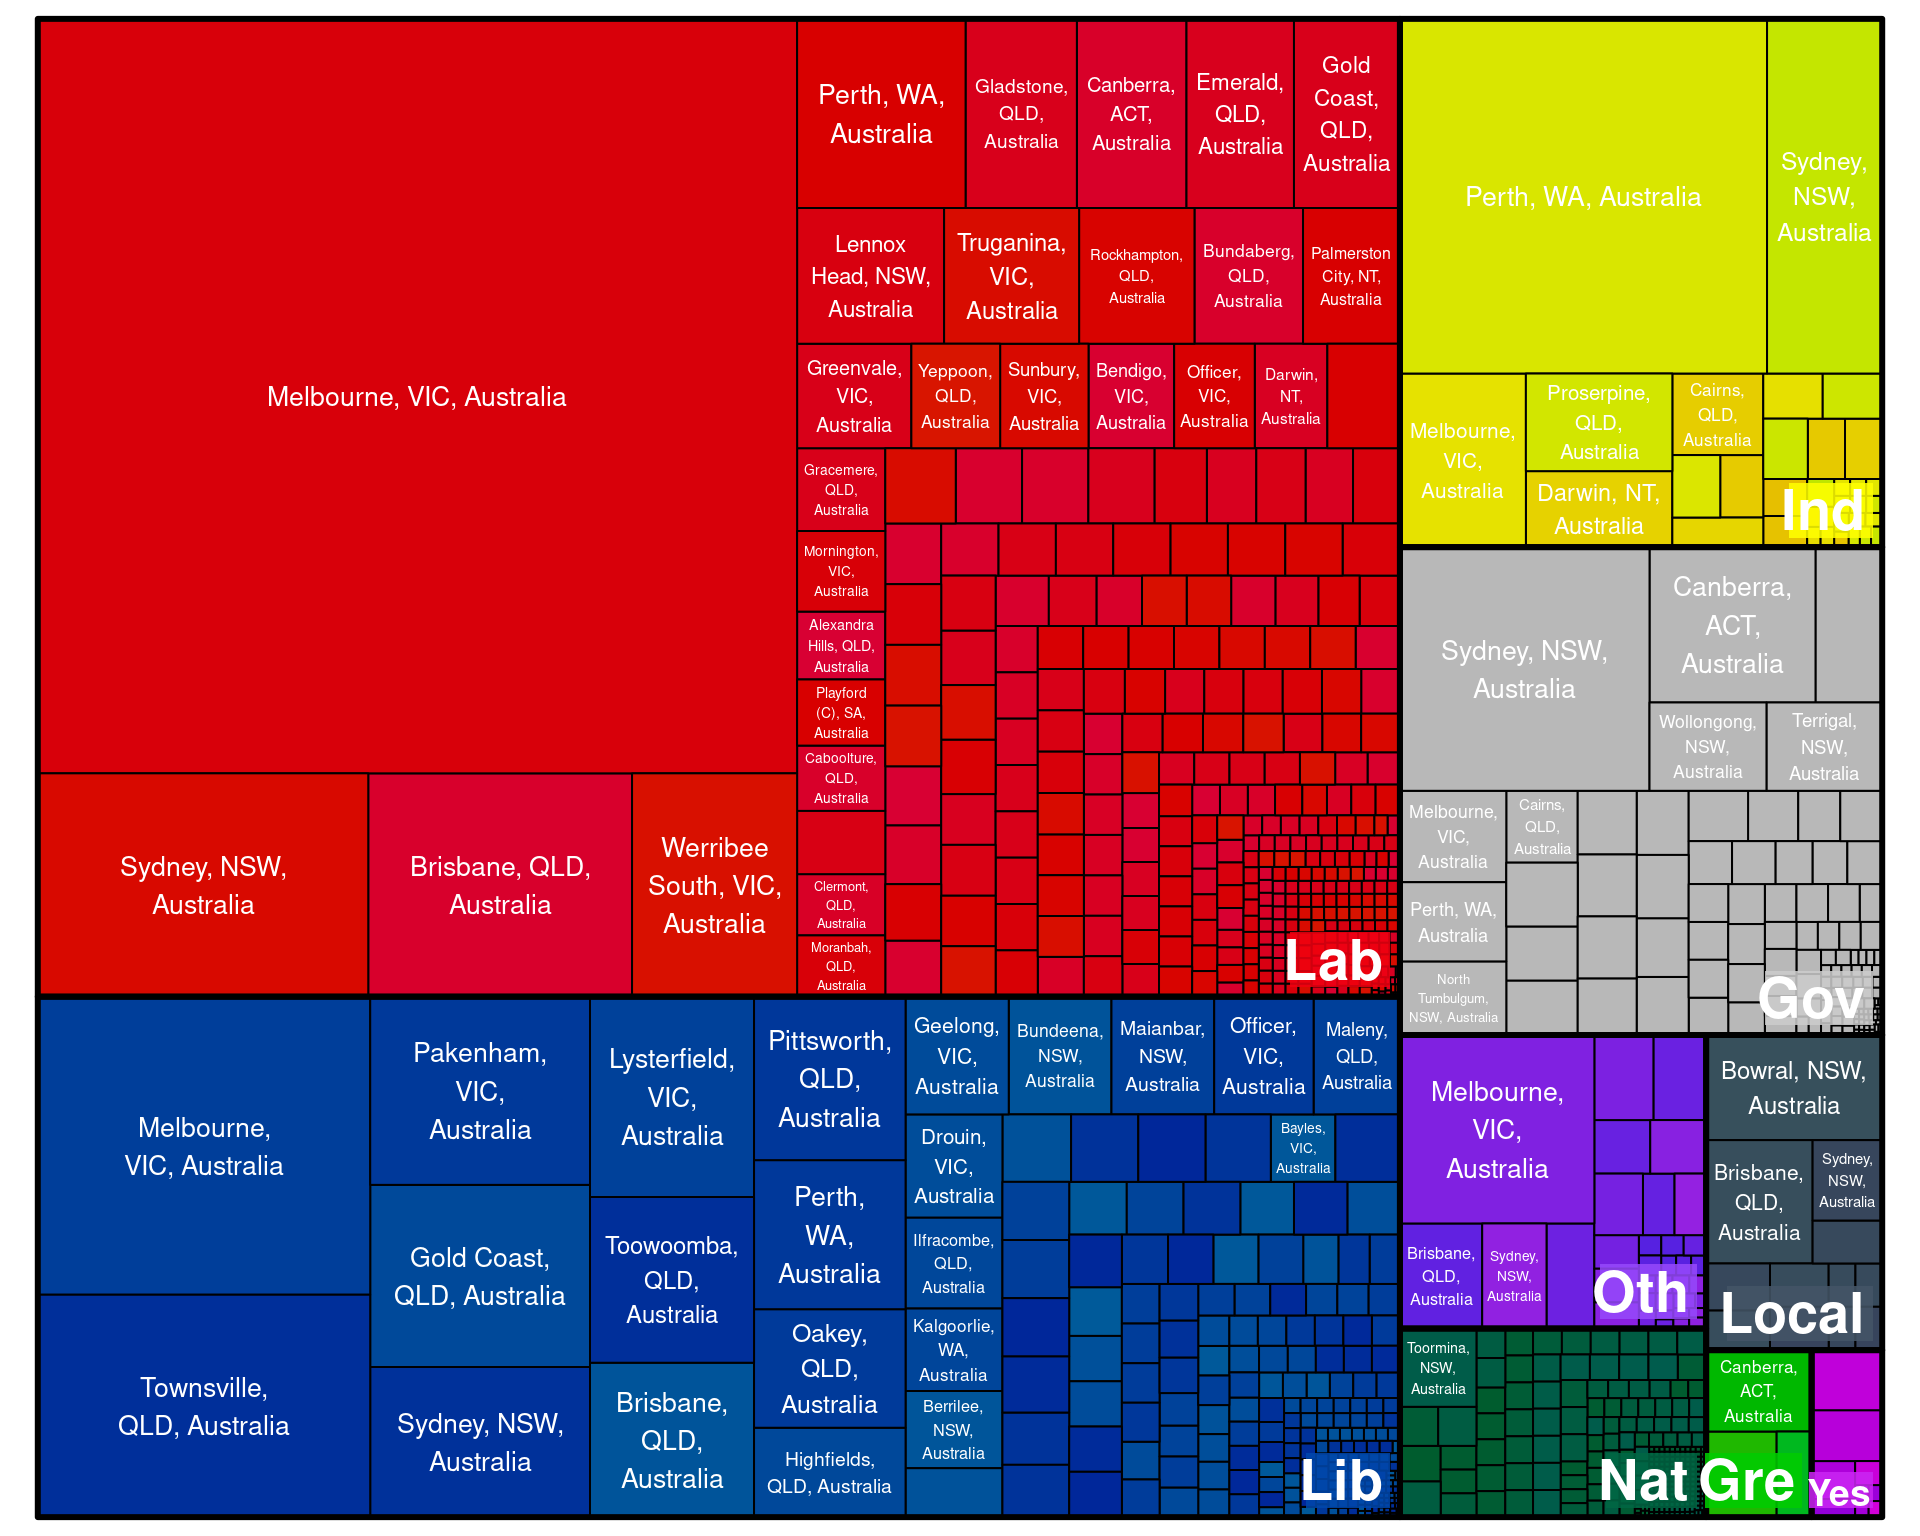 Melbourne, VIC, Australia
Sydney, NSW,
Australia
Brisbane, QLD,
Australia
Werribee
South, VIC,
Australia
Perth, WA,
Australia
Gladstone,
QLD,
Australia
Canberra,
ACT,
Australia
Emerald,
QLD,
Australia
Gold
Coast,
QLD,
Australia
Lennox
Head, NSW,
Australia
Truganina,
VIC,
Australia
Rockhampton,
QLD,
Australia
Bundaberg,
QLD,
Australia
Palmerston
City, NT,
Australia
Greenvale,
VIC,
Australia
Yeppoon,
QLD,
Australia
Sunbury,
VIC,
Australia
Bendigo,
VIC,
Australia
Officer,
VIC,
Australia
Darwin,
NT,
Australia
Gracemere,
QLD,
Australia
Mornington,
VIC,
Australia
Alexandra
Hills, QLD,
Australia
Playford
(C), SA,
Australia
Caboolture,
QLD,
Australia
Clermont,
QLD,
Australia
Moranbah,
QLD,
Australia
Lab
Melbourne,
VIC, Australia
Townsville,
QLD, Australia
Pakenham,
VIC,
Australia
Gold Coast,
QLD, Australia
Sydney, NSW,
Australia
Lysterfield,
VIC,
Australia
Toowoomba,
QLD,
Australia
Brisbane,
QLD,
Australia
Pittsworth,
QLD,
Australia
Perth,
WA,
Australia
Oakey,
QLD,
Australia
Highfields,
QLD, Australia
Geelong,
VIC,
Australia
Bundeena,
NSW,
Australia
Maianbar,
NSW,
Australia
Officer,
VIC,
Australia
Maleny,
QLD,
Australia
Drouin,
VIC,
Australia
Bayles,
VIC,
Australia
Ilfracombe,
QLD,
Australia
Kalgoorlie,
WA,
Australia
Berrilee,
NSW,
Australia
Lib
Perth, WA, Australia
Sydney,
NSW,
Australia
Melbourne,
VIC,
Australia
Proserpine,
QLD,
Australia
Darwin, NT,
Australia
Cairns,
QLD,
Australia
Ind
Sydney, NSW,
Australia
Canberra,
ACT,
Australia
Wollongong,
NSW,
Australia
Terrigal,
NSW,
Australia
Melbourne,
VIC,
Australia
Cairns,
QLD,
Australia
Perth, WA,
Australia
North
Tumbulgum,
NSW, Australia
Gov
Melbourne,
VIC,
Australia
Brisbane,
QLD,
Australia
Sydney,
NSW,
Australia
Oth
Bowral, NSW,
Australia
Brisbane,
QLD,
Australia
Sydney,
NSW,
Australia
Local
Toormina,
NSW,
Australia
Nat
Canberra,
ACT,
Australia
Gre
Yes